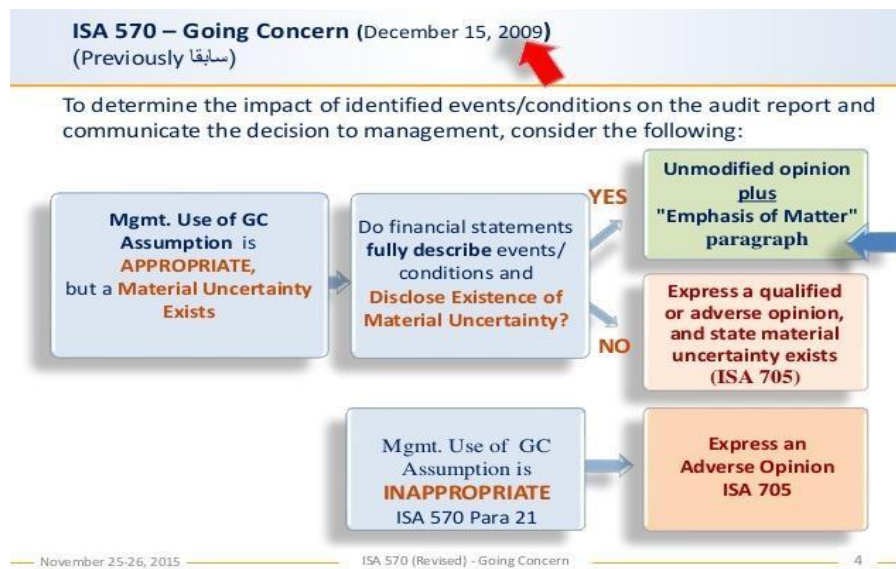 ISA 570 – Going Concern (December 15, 2009)
(Previously سابقا)
To determine the impact of identified events/conditions on the audit report and
communicate the decision to management, consider the following:
Mgmt. Use of GC
Assumption is
APPROPRIATE,
but a Material Uncertainty
Exists
Do financial statements
fully describe events/
conditions and
Disclose Existence of
Material Uncertainty?
YES
Unmodified opinion
plus
"Emphasis of Matter"
paragraph
NO
Express a qualified
or adverse opinion,
and state material
uncertainty exists
(ISA 705)
Mgmt. Use of GC
Assumption is
INAPPROPRIATE
ISA 570 Para 21
Express an
Adverse Opinion
ISA 705
November 25-26, 2015
ISA 570 (Revised) - Going Concern
4